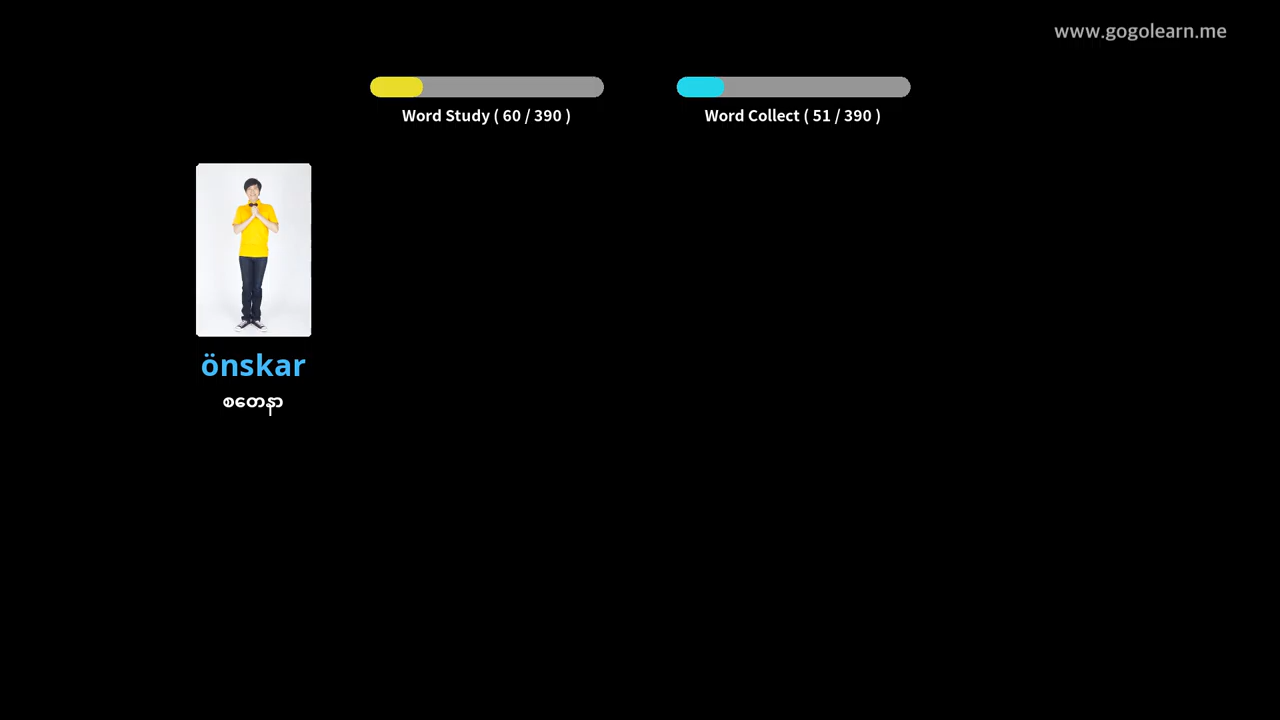 www.gogolearn.me
Word Study ( 60 / 390 )
Word Collect ( 51 / 390 )
önskar
စတေနာ